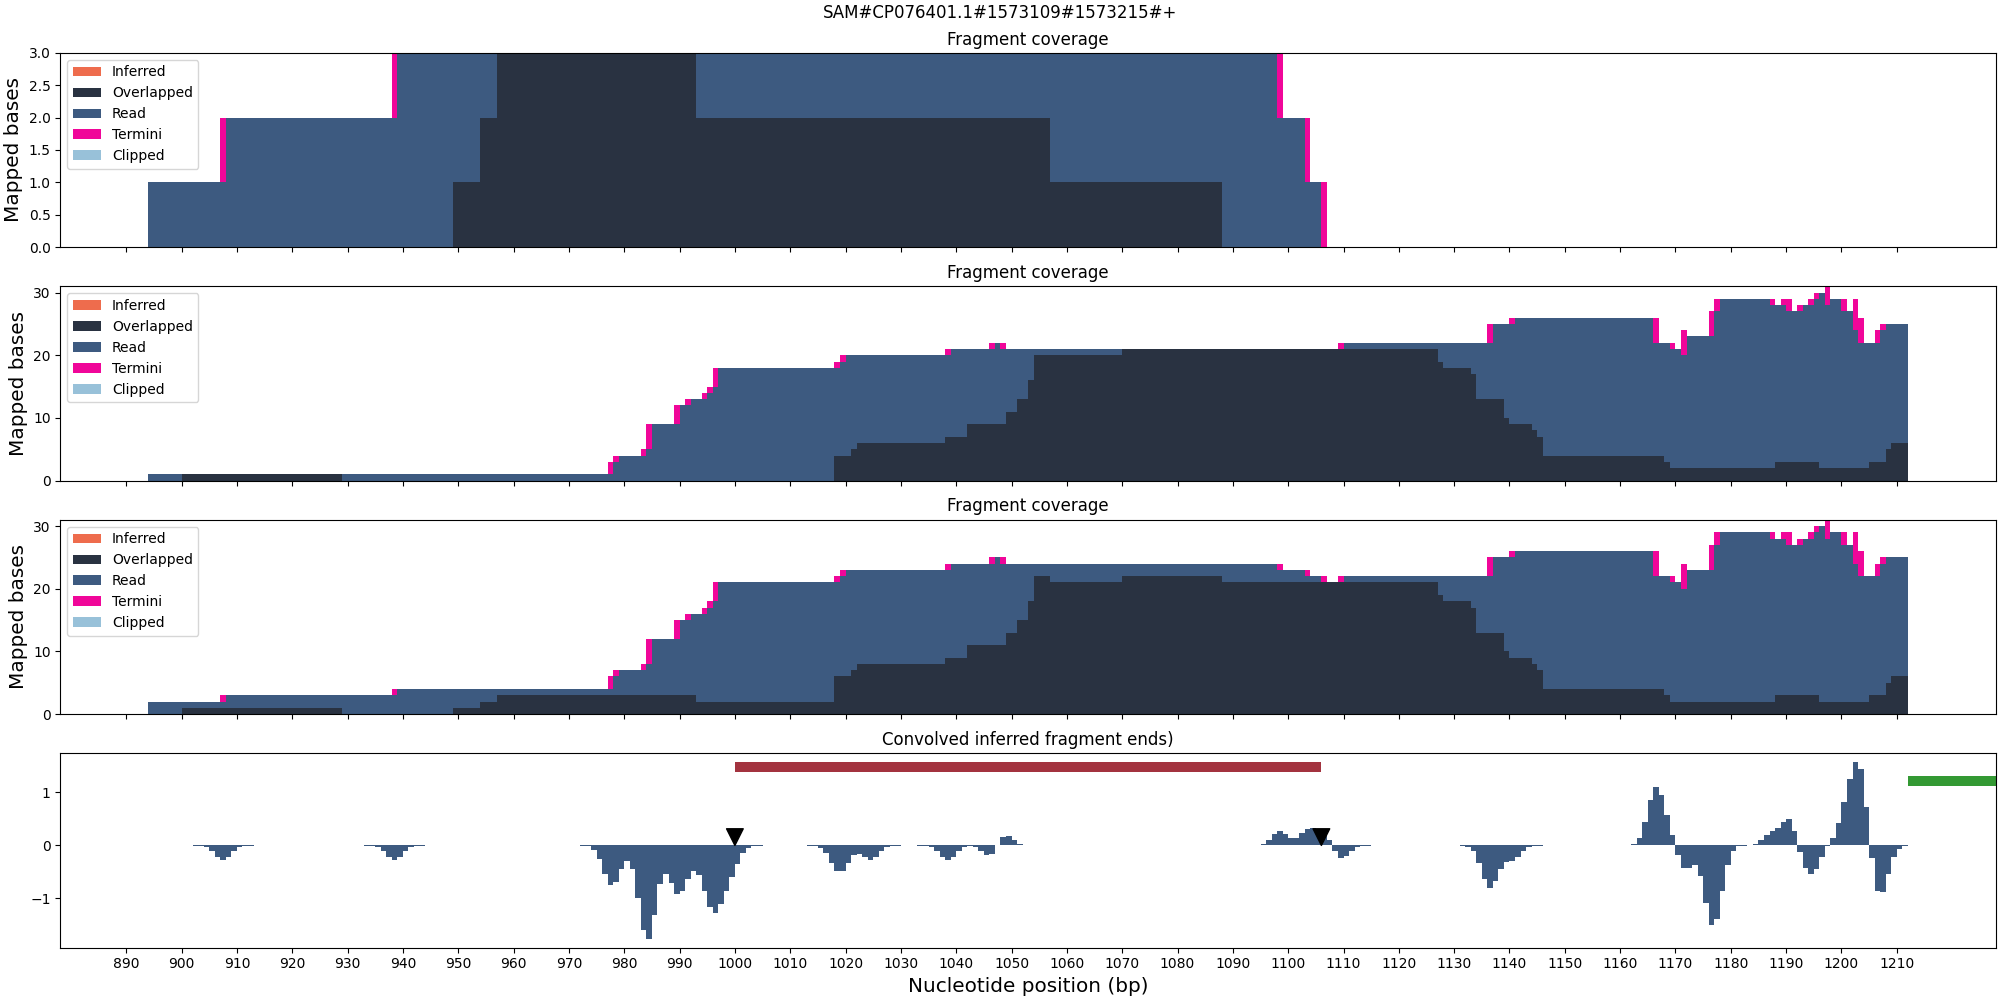 SAM#CP076401.1#1573109#1573215#+
Fragment coverage
Mapped bases
3.0
2.5
2.0
1.5
1.0
0.5
0.0
Inferred
Overlapped
Read
Termini
Clipped
Fragment coverage
Mapped bases
30
20
10
0
Inferred
Overlapped
Read
Termini
Clipped
Fragment coverage
Mapped bases
30
20
10
0
Inferred
Overlapped
Read
Termini
Clipped
Convolved inferred fragment ends)
1
0
−1
890 900 910 920 930 940 950 960 970 980 990 1000 1010 1020 1030 1040 1050 1060 1070 1080 1090 1100 1110 1120 1130 1140 1150 1160 1170 1180 1190 1200 1210
Nucleotide position (bp)